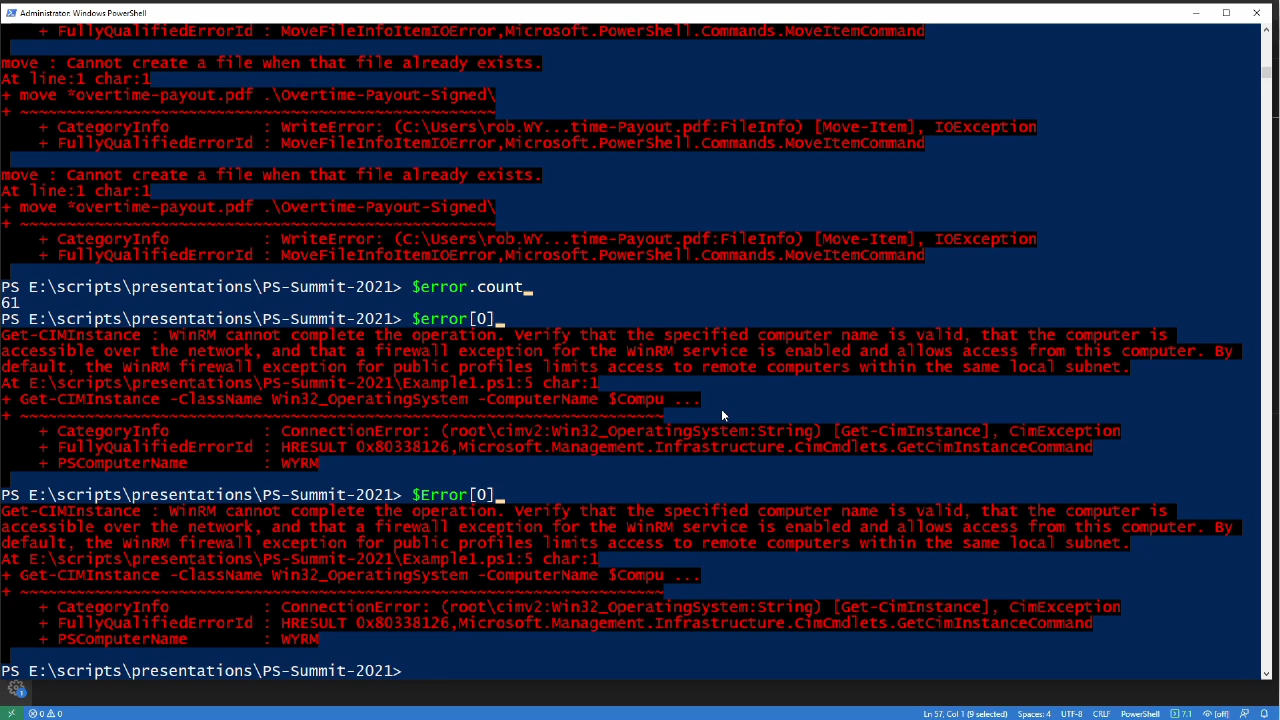 Administrator: Windows PowerShell
+ FullyQualifiedErrorId : MoveFileInfoItemIOError,Microsoft.PowerShell.Commands.MoveItemCommand
move : Cannot create a file when that file already exists.
At line:1 char:1
+ move *overtime-payout.pdf .\Overtime-Payout-Signed\
+ ~~~~~~~~~~~~~~~~~~~~~~~~~~~~~~~~~~~~~~~~~~~~~~~~~~~
+ CategoryInfo : WriteError: (C:\Users\rob.WY...time-Payout.pdf:FileInfo) [Move-Item], IOException
+ FullyQualifiedErrorId : MoveFileInfoItemIOError,Microsoft.PowerShell.Commands.MoveItemCommand
move : Cannot create a file when that file already exists.
At line:1 char:1
+ move *overtime-payout.pdf .\Overtime-Payout-Signed\
+ ~~~~~~~~~~~~~~~~~~~~~~~~~~~~~~~~~~~~~~~~~~~~~~~~~~~
+ CategoryInfo : WriteError: (C:\Users\rob.WY...time-Payout.pdf:FileInfo) [Move-Item], IOException
+ FullyQualifiedErrorId : MoveFileInfoItemIOError,Microsoft.PowerShell.Commands.MoveItemCommand
PS E:\scripts\presentations\PS-Summit-2021> $error.count
61
PS E:\scripts\presentations\PS-Summit-2021> $error[0]
Get-CIMInstance : WinRM cannot complete the operation. Verify that the specified computer name is valid, that the computer is
accessible over the network, and that a firewall exception for the WinRM service is enabled and allows access from this computer. By
default, the WinRM firewall exception for public profiles limits access to remote computers within the same local subnet.
At E:\scripts\presentations\PS-Summit-2021\Example1.ps1:5 char:1
+ Get-CIMInstance -ClassName Win32_OperatingSystem -ComputerName $Compu ...
+ ~~~~~~~~~~~~~~~~~~~~~~~~~~~~~~~~~~~~~~~~~~~~~~~~~~~~~~~~~~~~~~~~~~~~~
+ CategoryInfo : ConnectionError: (root\cimv2:Win32_OperatingSystem:String) [Get-CimInstance], CimException
+ FullyQualifiedErrorId : HRESULT 0x80338126,Microsoft.Management.Infrastructure.CimCmdlets.GetCimInstanceCommand
+ PSComputerName : WYRM
PS E:\scripts\presentations\PS-Summit-2021> $Error[0]
Get-CIMInstance : WinRM cannot complete the operation. Verify that the specified computer name is valid, that the computer is
accessible over the network, and that a firewall exception for the WinRM service is enabled and allows access from this computer. By
default, the WinRM firewall exception for public profiles limits access to remote computers within the same local subnet.
At E:\scripts\presentations\PS-Summit-2021\Example1.ps1:5 char:1
+ Get-CIMInstance -ClassName Win32_OperatingSystem -ComputerName $Compu ...
+ ~~~~~~~~~~~~~~~~~~~~~~~~~~~~~~~~~~~~~~~~~~~~~~~~~~~~~~~~~~~~~~~~~~~~~
+ CategoryInfo : ConnectionError: (root\cimv2:Win32_OperatingSystem:String) [Get-CimInstance], CimException
+ FullyQualifiedErrorId : HRESULT 0x80338126,Microsoft.Management.Infrastructure.CimCmdlets.GetCimInstanceCommand
+ PSComputerName : WYRM
PS E:\scripts\presentations\PS-Summit-2021>
1
0 0 Ln 57, Col 1 (9 selected) Spaces: 4 UTF-8 CRLF PowerShell 7.1 [off]